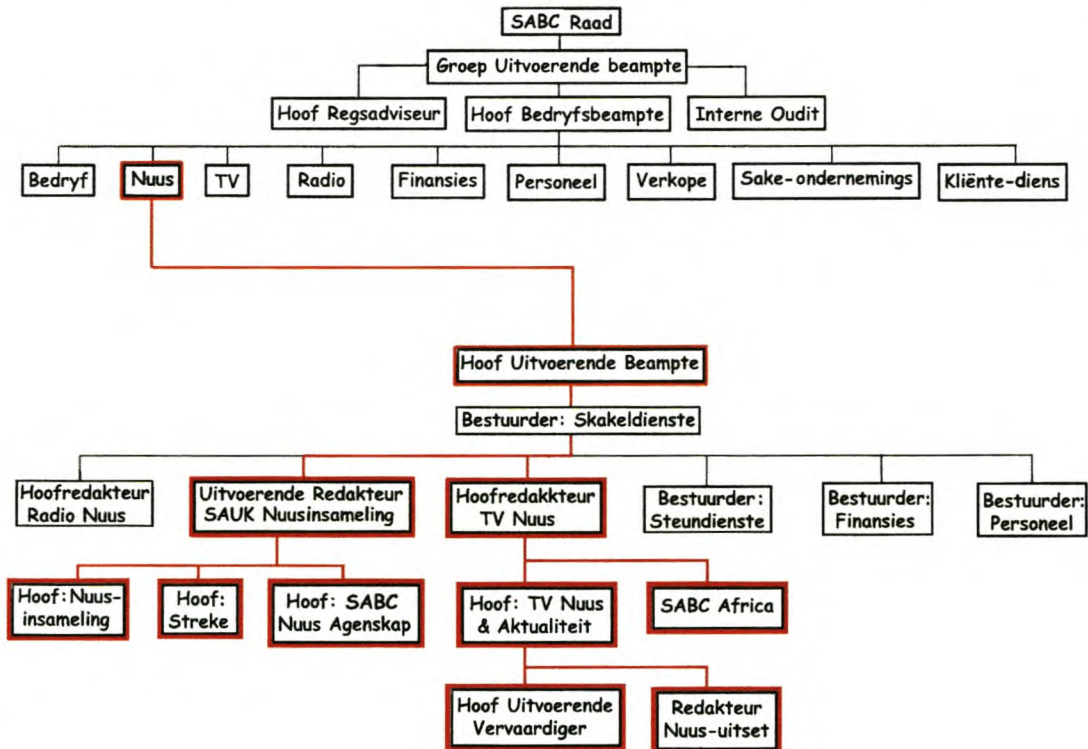 SABC Raad
Groep Uitvoerende beampte
Hoof Regsadviseur
Hoof Bedryfsbeampte
Interne Oudit
Bedryf
Nuus
TV
Radio
Finansies
Personeel
Verkope
Sake-ondernemings
Kliënte-diens
Hoof Uitvoerende Beampte
Bestuurder: Skakeldienste
Hoofredakteur
Radio Nuus
Uitvoerende Redakteur
SAUK Nuusinsameling
Hoofredakkteur
TV Nuus
Bestuurder:
Steundienste
Bestuurder:
Finansies
Bestuurder:
Personeel
Hoof:Nuus-
insameling
Hoof:
Streke
Hoof: SABC
Nuus Agenskap
Hoof: TV Nuus
& Aktualiteit
SABC Africa
Hoof Uitvoerende
Vervaardiger
Redakteur
Nuus-uitset